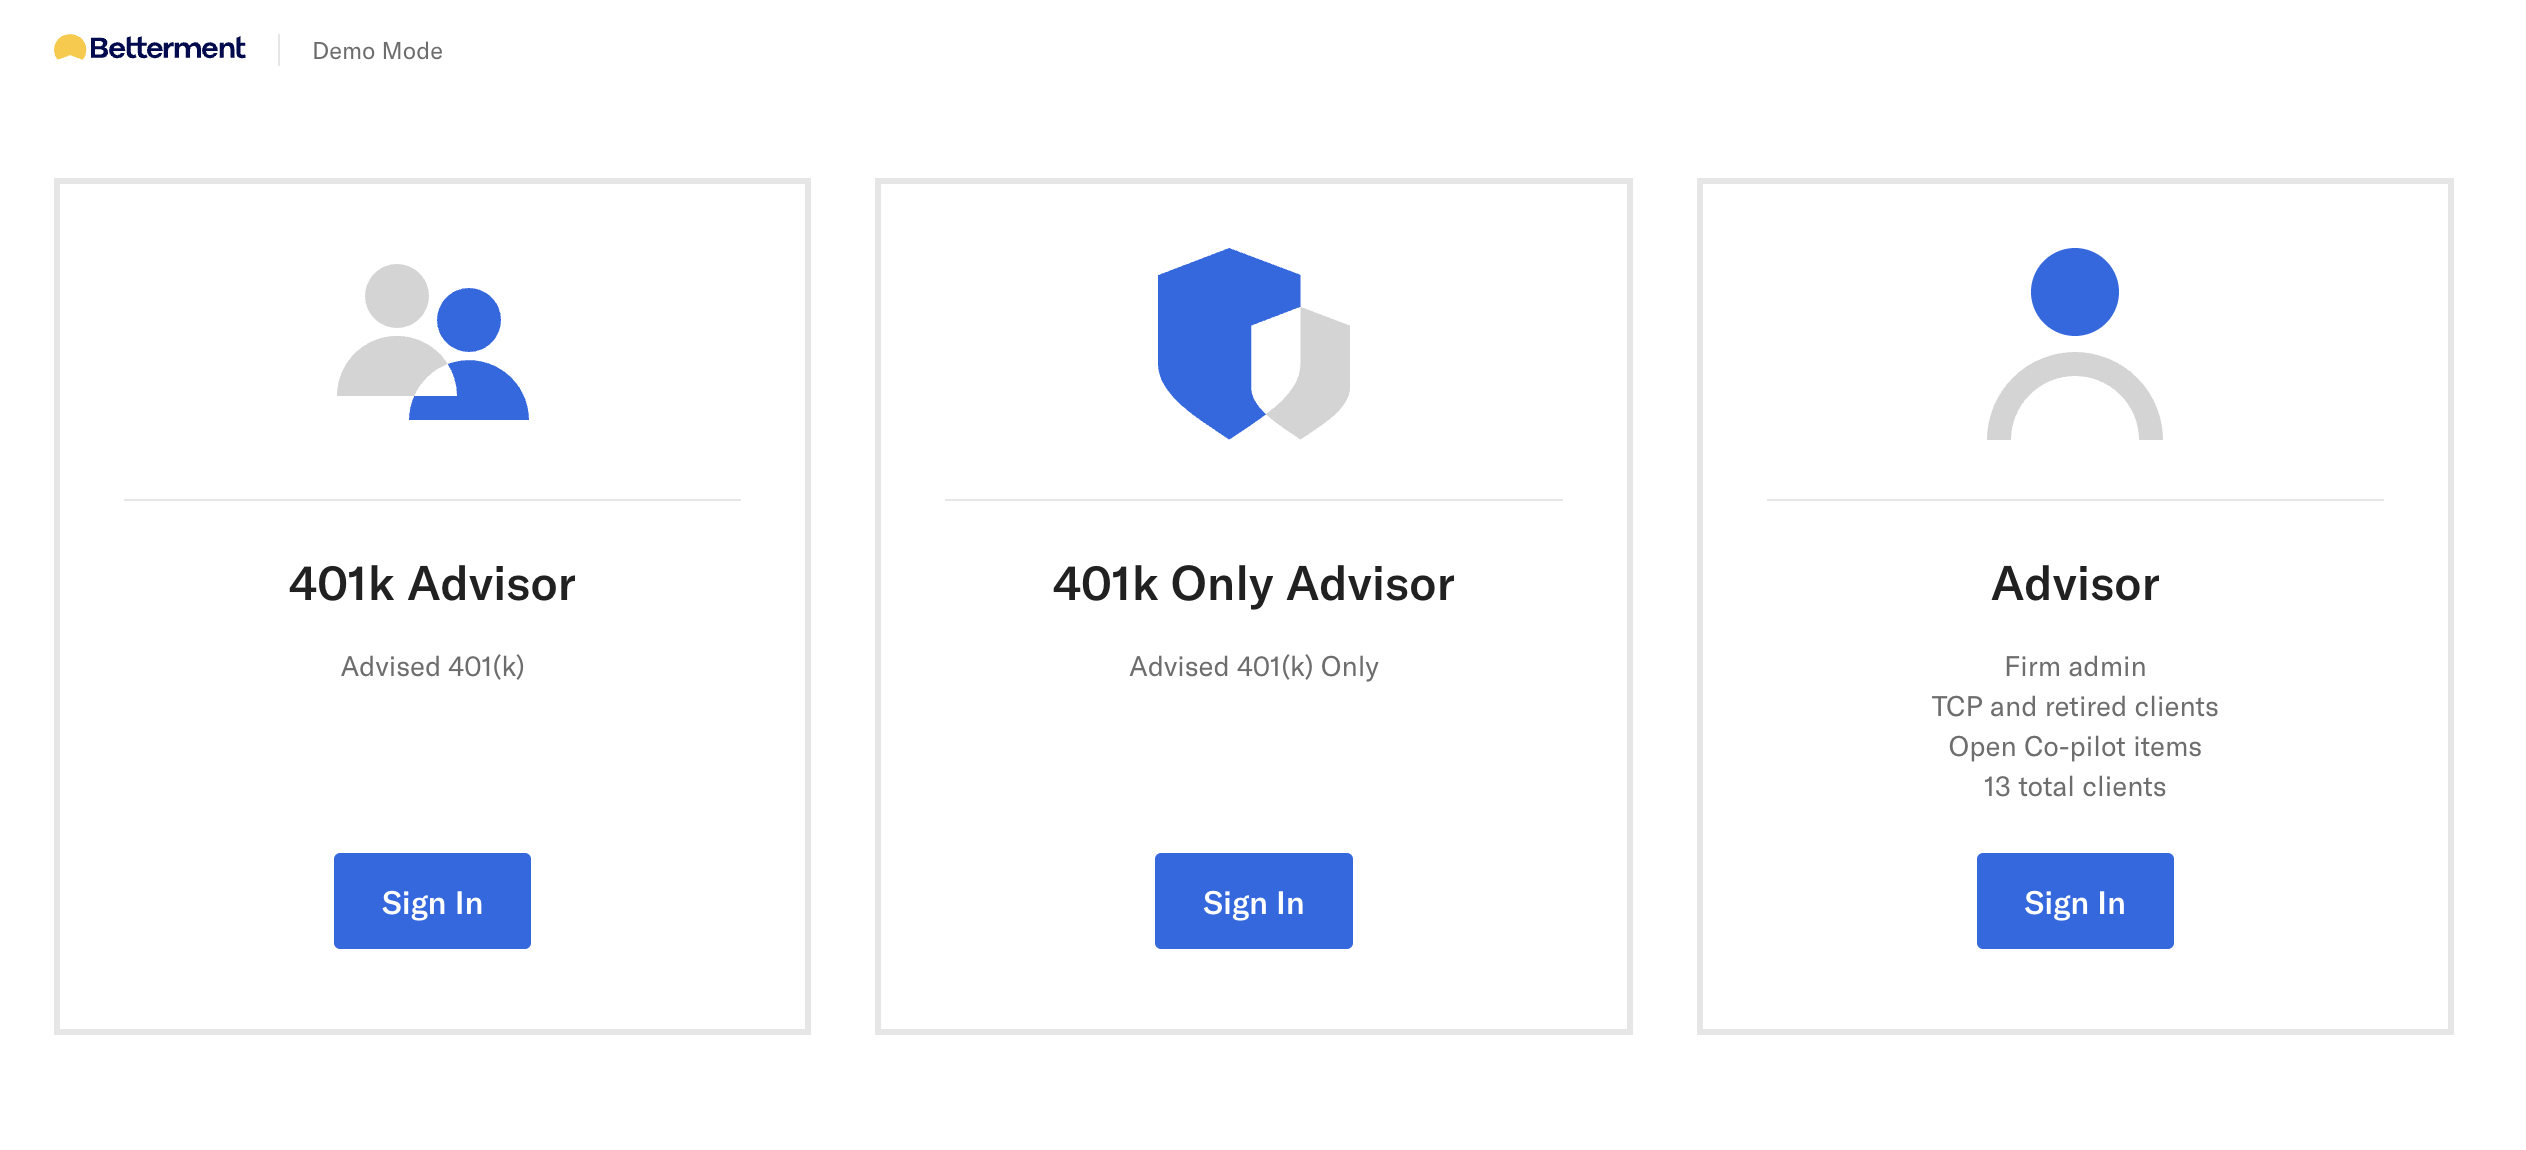 Betterment
Demo Mode
401k Advisor
Advised 401(k)
Sign In
401k Only Advisor
Advised 401(k) Only
Sign In
Advisor
Firm admin
TCP and retired clients
Open Co-pilot items
13 total clients
Sign In